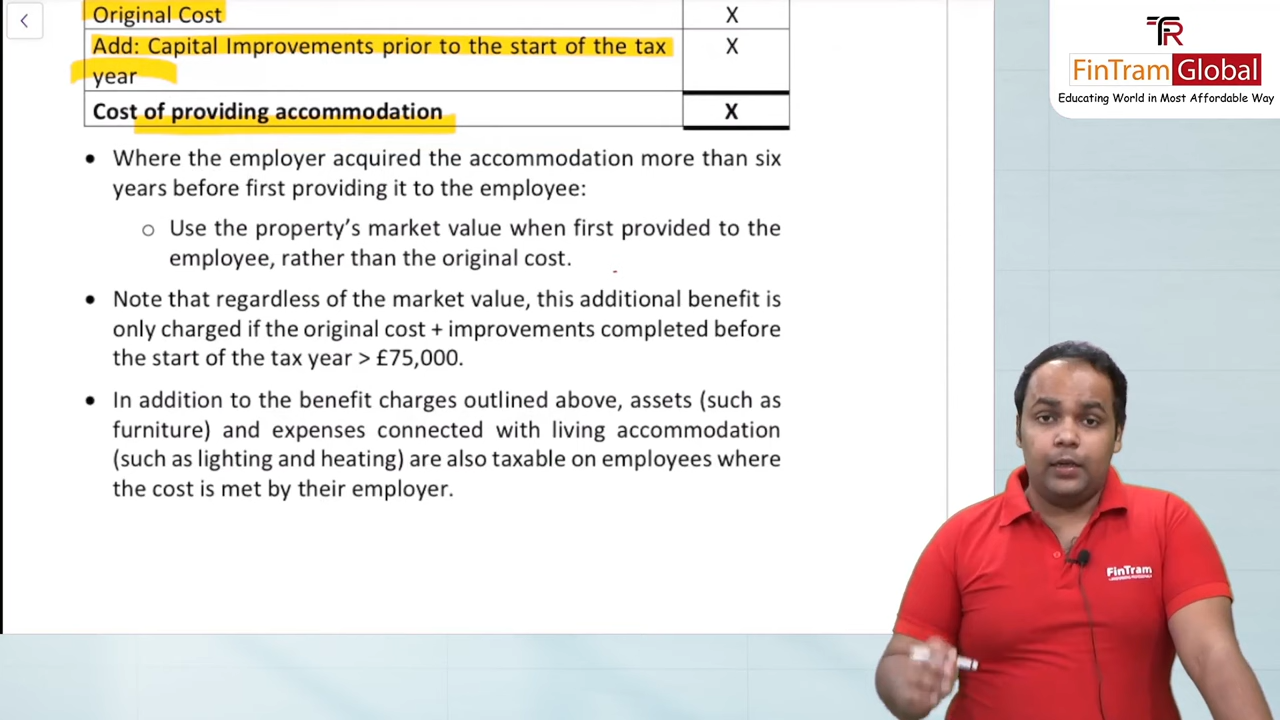 Original Cost X
Add: Capital Improvements prior to the start of the tax X
year
Cost of providing accommodation X
• Where the employer acquired the accommodation more than six
years before first providing it to the employee:
o Use the property's market value when first provided to the
employee, rather than the original cost.
• Note that regardless of the market value, this additional benefit is
only charged if the original cost + improvements completed before
the start of the tax year > £75,000.
• In addition to the benefit charges outlined above, assets (such as
furniture) and expenses connected with living accommodation
(such as lighting and heating) are also taxable on employees where
the cost is met by their employer.
FinTram Global
Educating World in Most Affordable Way
FinTram